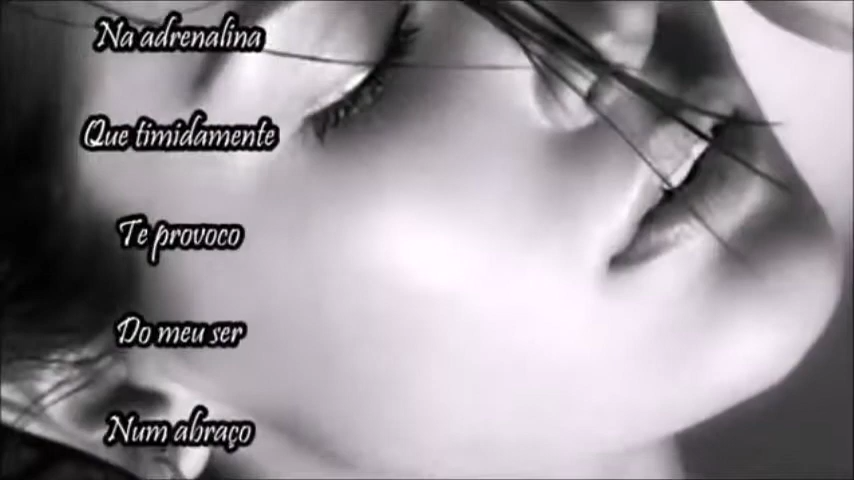 Na adrenalina
Que timidamente
Te provoco
Do meu ser
Num abraço